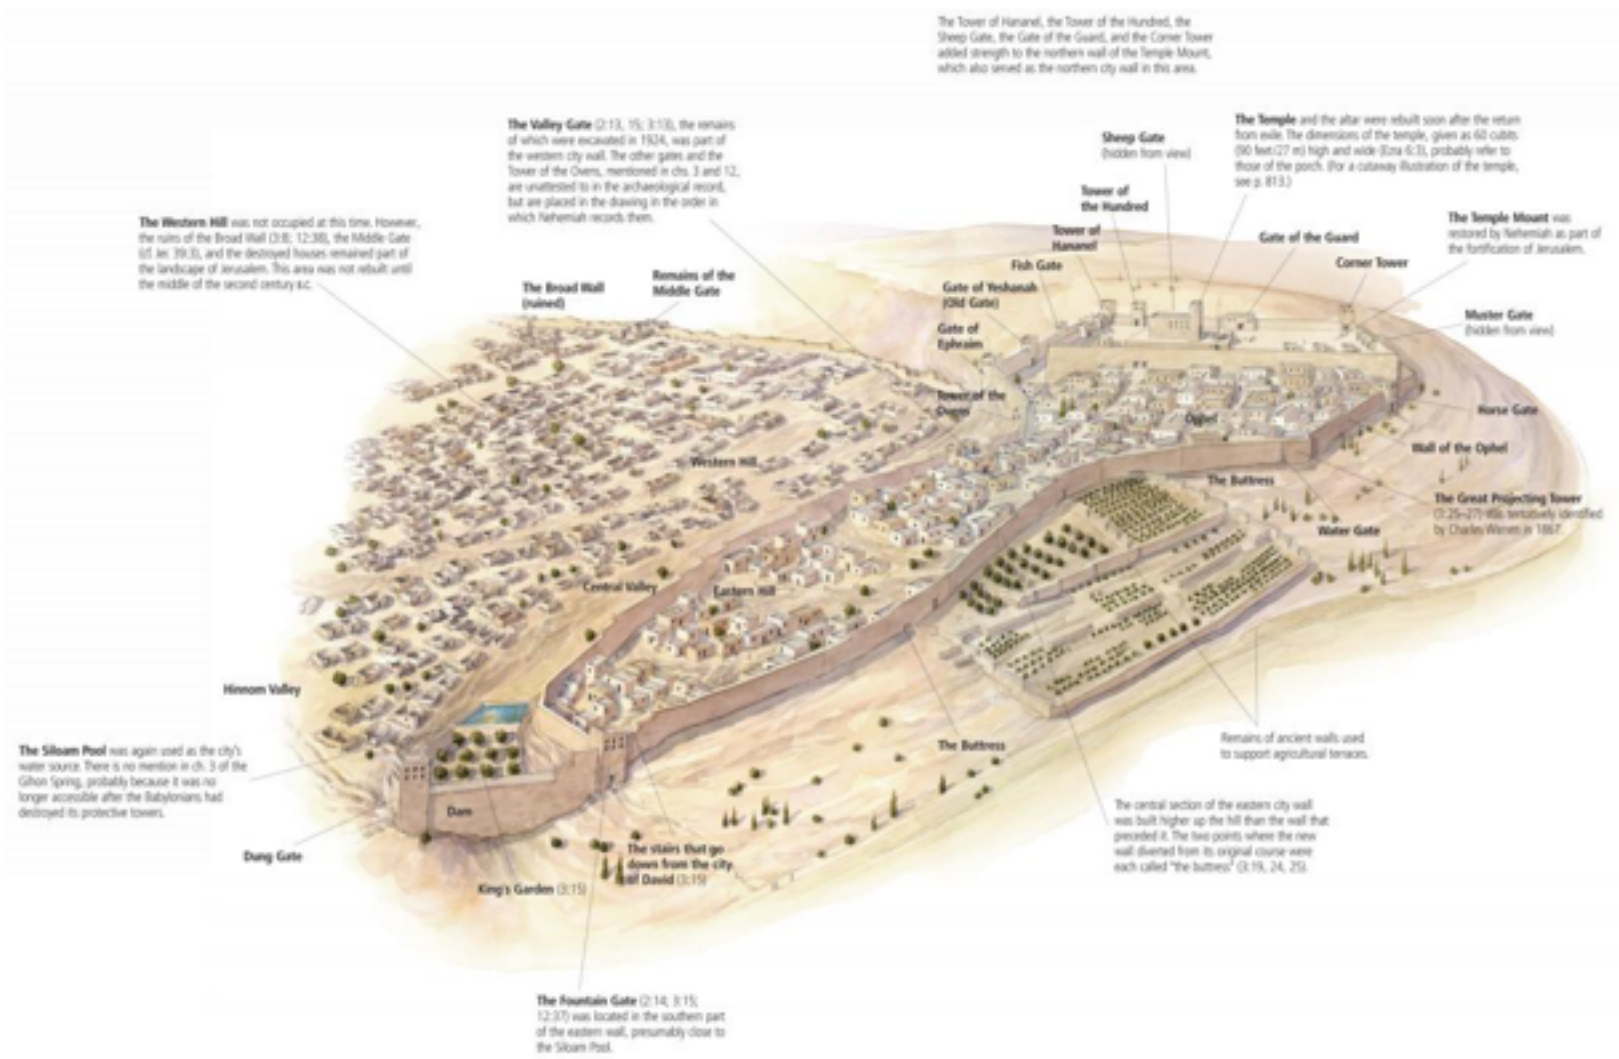 The Tower of Hananel, the Tower of the Hundred, the
Sheep Gate, the Gate of the Guard, and the Corner Tower
added strength to the northern wall of the Temple Mount,
which also served as the northern city wall in this area.
The Valley Gate (2:13, 15; 3:13), the remains
of which were excavated in 1924, was part of
the western city wall. The other gates and the
Tower of the Ovens, mentioned in chs. 3 and 12,
are unattested to in the archaeological record,
but are placed in the drawing in the order in
which Nehemiah records them.
Sheep Gate
(hidden from view)
The Temple and the altar were rebuilt soon after the return
from exile. The dimensions of the temple, given as 60 cubits
(90 feet/27 m) high and wide (Ezra 6:3), probably refer to
those of the porch. (For a cutaway illustration of the temple,
see p. 813.)
Tower of
the Hundred
The Western Hill was not occupied at this time. However,
the ruins of the Broad Wall (3:8; 12:38), the Middle Gate
(cf. Jer. 39:3), and the destroyed houses remained part of
the landscape of Jerusalem. This area was not rebuilt until
the middle of the second century B.C.
The Temple Mount was
restored by Nehemiah as part of
the fortification of Jerusalem.
Tower of
Hananel
Gate of the Guard
Fish Gate
Corner Tower
The Broad Wall
(ruined)
Remains of the
Middle Gate
Gate of Yeshanah
(Old Gate)
Muster Gate
(hidden from view)
Gate of
Ephraim
Tower of the
Ovens
Ophel
Horse Gate
Wall of the Ophel
Western Hill
The Buttress
The Great Projecting Tower
(3:25–27) was tentatively identified
by Charles Warren in 1867.
Water Gate
Central Valley
Eastern Hill
Hinnom Valley
The Siloam Pool was again used as the city's
water source. There is no mention in ch. 3 of the
Gihon Spring, probably because it was no
longer accessible after the Babylonians had
destroyed its protective towers.
The Buttress
Remains of ancient walls used
to support agricultural terraces.
Dam
The central section of the eastern city wall
was built higher up the hill than the wall that
preceded it. The two points where the new
wall diverted from its original course were
each called "the buttress" (3:19, 24, 25).
Dung Gate
The stairs that go
down from the city
of David (3:15)
King's Garden (3:15)
The Fountain Gate (2:14; 3:15;
12:37) was located in the southern part
of the eastern wall, presumably close to
the Siloam Pool.